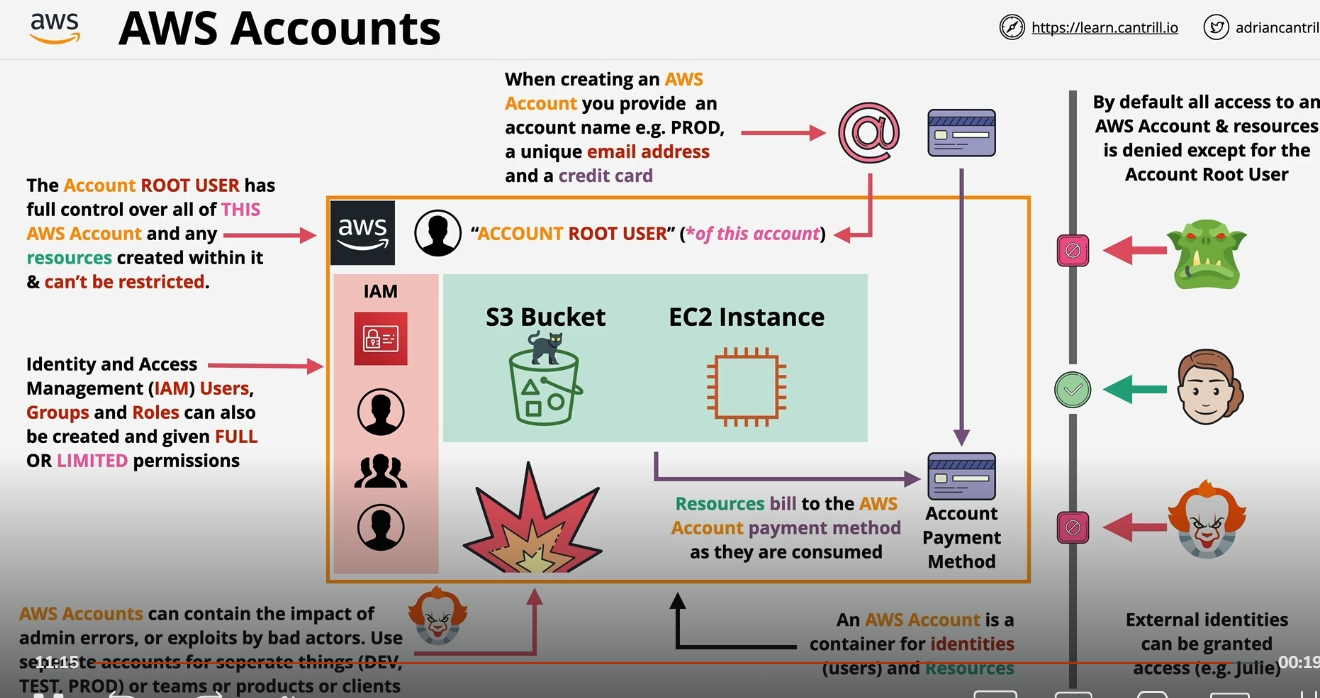 aws
AWS Accounts
https://learn.cantrill.io
adriancantril
When creating an AWS
Account you provide an
account name e.g. PROD,
a unique email address
and a credit card
By default all access to an
AWS Account & resources
is denied except for the
Account Root User
The Account ROOT USER has
full control over all of THIS
AWS Account and any
resources created within it
& can't be restricted.
aws
“ACCOUNT ROOT USER” (*of this account)
IAM
S3 Bucket
EC2 Instance
Identity and Access
Management (IAM) Users,
Groups and Roles can also
be created and given FULL
OR LIMITED permissions
Resources bill to the AWS
Account payment method
as they are consumed
Account
Payment
Method
AWS Accounts can contain the impact of
admin errors, or exploits by bad actors. Use
separate accounts for seperate things (DEV,
TEST, PROD) or teams or products or clients
An AWS Account is a
container for identities
(users) and Resources
External identities
can be granted
access (e.g. Julie)
11:15
00:19